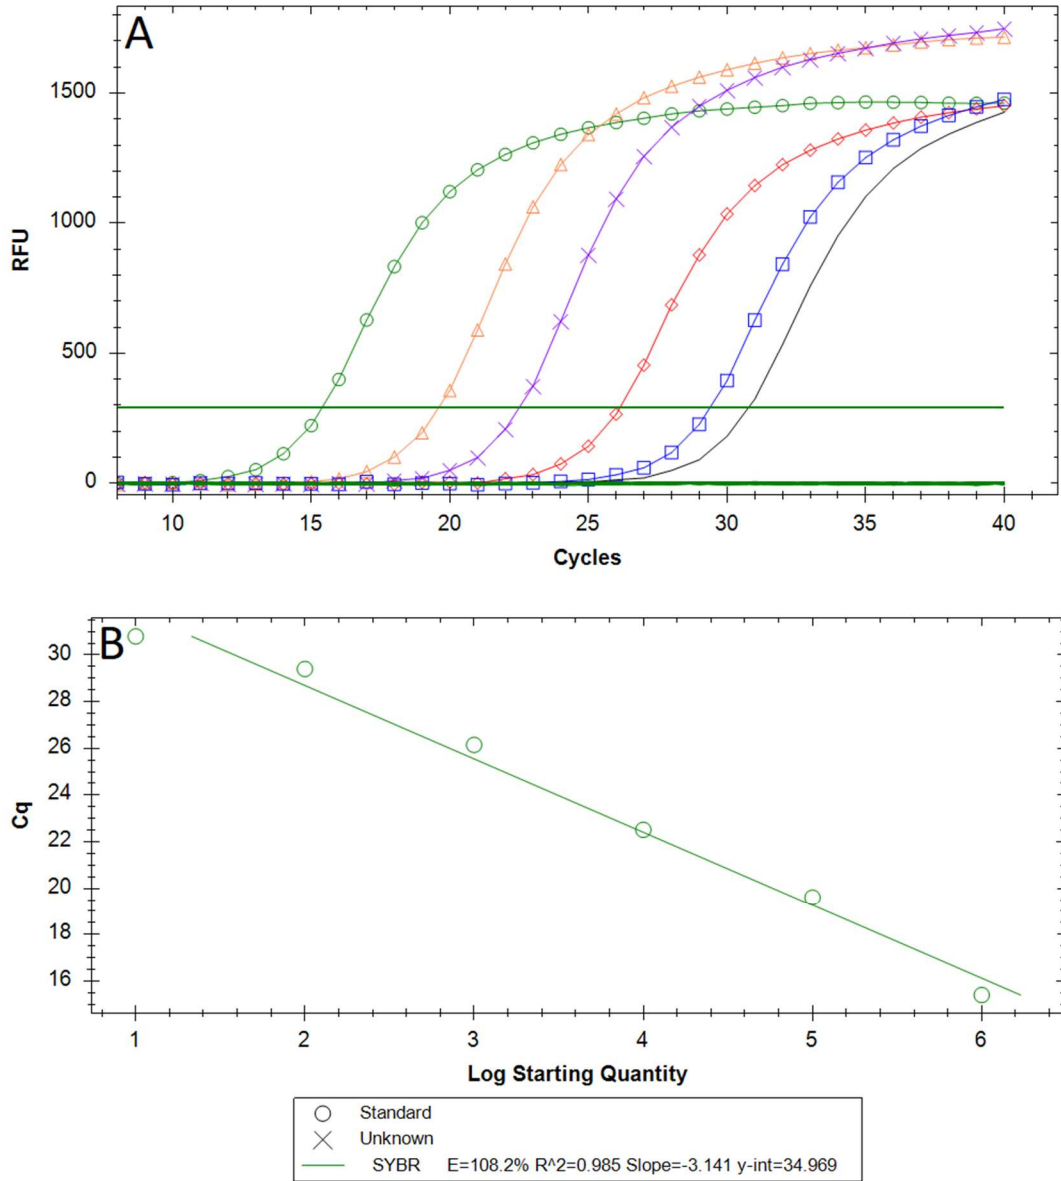 A
1500
1000
500
0
RFU
10 15 20 25 30 35 40
Cycles
B
30
28
26
24
22
20
18
16
Cq
1 2 3 4 5 6
Log Starting Quantity
Standard
Unknown
SYBR E=108.2% R^2=0.985 Slope=-3.141 y-int=34.969